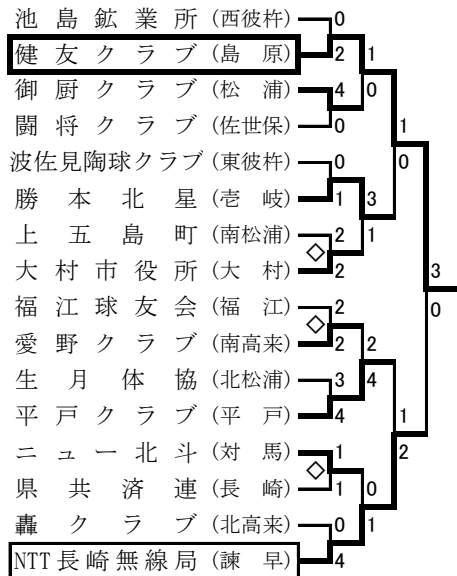 池島鉱業所(西彼杵) 0
健友クラブ(島原) 2 1
御厨クラブ(松浦) 4 0
闘将クラブ(佐世保) 0 1
波佐見陶球クラブ(東彼杵) 0 0
勝本北星(壱岐) 1 3
上五島町(南松浦) 2 1
◇
大村市役所(大村) 2 3
福江球友会(福江) 2 0
◇
愛野クラブ(南高来) 2 2
生月体協(北松浦) 3 4
平戸クラブ(平戸) 4 1
ニュー北斗(対馬) 1 2
◇
県共済連(長崎) 1 0
轟クラブ(北高来) 0 1
NTT長崎無線局(諫早) 4